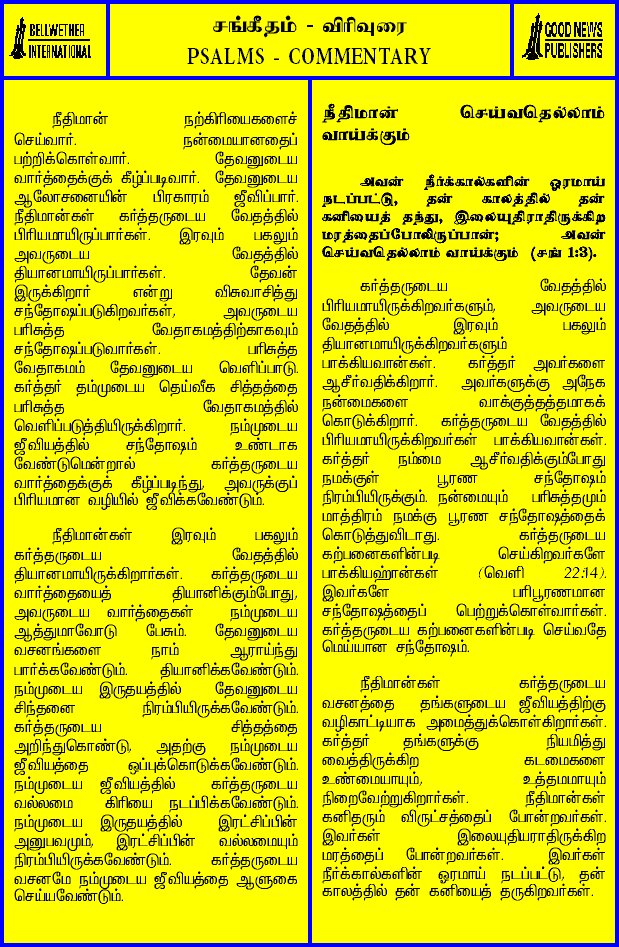 BELLWETHER
INTERNATIONAL
சங்கீதம் - விரிவுரை
PSALMS - COMMENTARY
GOOD NEWS
PUBLISHERS
நீதிமான் நற்கிரியைகளைச்
செய்வார். நன்மையானதைப்
பற்றிக்கொள்வார். தேவனுடைய
வார்த்தைக்குக் கீழ்ப்படிவார். தேவனுடைய
ஆலோசனையின் பிரகாரம் ஜீவிப்பார்.
நீதிமான்கள் கர்த்தருடைய வேதத்தில்
பிரியமாயிருப்பார்கள். இரவும் பகலும்
அவருடைய வேதத்தில்
தியானமாயிருப்பார்கள். தேவன்
இருக்கிறார் என்று விசுவாசித்து
சந்தோஷப்படுகிறவர்கள், அவருடைய
பரிசுத்த வேதாகமத்திற்காகவும்
சந்தோஷப்படுவார்கள். பரிசுத்த
வேதாகமம் தேவனுடைய வெளிப்பாடு.
கர்த்தர் தம்முடைய தெய்வீக சித்தத்தை
பரிசுத்த வேதாகமத்தில்
வெளிப்படுத்தியிருக்கிறார். நம்முடைய
ஜீவியத்தில் சந்தோஷம் உண்டாக
வேண்டுமென்றால் கர்த்தருடைய
வார்த்தைக்குக் கீழ்ப்படிந்து, அவருக்குப்
பிரியமான வழியில் ஜீவிக்கவேண்டும்.
நீதிமான்கள் இரவும் பகலும்
கர்த்தருடைய வேதத்தில்
தியானமாயிருக்கிறார்கள். கர்த்தருடைய
வார்த்தையைத் தியானிக்கும்போது,
அவருடைய வார்த்தைகள் நம்முடைய
ஆத்துமாவோடு பேசும். தேவனுடைய
வசனங்களை நாம் ஆராய்ந்து
பார்க்கவேண்டும். தியானிக்கவேண்டும்.
நம்முடைய இருதயத்தில் தேவனுடைய
சிந்தனை நிரம்பியிருக்கவேண்டும்.
கர்த்தருடைய சித்தத்தை
அறிந்துகொண்டு, அதற்கு நம்முடைய
ஜீவியத்தை ஒப்புக்கொடுக்கவேண்டும்.
நம்முடைய ஜீவியத்தில் கர்த்தருடைய
வல்லமை கிரியை நடப்பிக்கவேண்டும்.
நம்முடைய இருதயத்தில் இரட்சிப்பின்
அனுபவமும், இரட்சிப்பின் வல்லமையும்
நிரம்பியிருக்கவேண்டும். கர்த்தருடைய
வசனமே நம்முடைய ஜீவியத்தை ஆளுகை
செய்யவேண்டும்.
நீதிமான் செய்வதெல்லாம்
வாய்க்கும்
அவன் நீர்க்கால்களின் ஓரமாய்
நடப்பட்டு, தன் காலத்தில் தன்
கனியைத் தந்து, இலையுதிராதிருக்கிற
மரத்தைப்போலிருப்பான்; அவன்
செய்வதெல்லாம் வாய்க்கும் (சங் 1:3).
கர்த்தருடைய வேதத்தில்
பிரியமாயிருக்கிறவர்களும், அவருடைய
வேதத்தில் இரவும் பகலும்
தியானமாயிருக்கிறவர்களும்
பாக்கியவான்கள். கர்த்தர் அவர்களை
ஆசீர்வதிக்கிறார். அவர்களுக்கு அநேக
நன்மைகளை வாக்குத்தத்தமாகக்
கொடுக்கிறார். கர்த்தருடைய வேதத்தில்
பிரியமாயிருக்கிறவர்கள் பாக்கியவான்கள்.
கர்த்தர் நம்மை ஆசீர்வதிக்கும்போது
நமக்குள் பூரண சந்தோஷம்
நிரம்பியிருக்கும். நன்மையும் பரிசுத்தமும்
மாத்திரம் நமக்கு பூரண சந்தோஷத்தைக்
கொடுத்துவிடாது. கர்த்தருடைய
கற்பனைகளின்படி செய்கிறவர்களே
பாக்கியஹான்கள் (வெளி 22:14).
இவர்களே பரிபூரணமான
சந்தோஷத்தைப் பெற்றுக்கொள்வார்கள்.
கர்த்தருடைய கற்பனைகளின்படி செய்வதே
மெய்யான சந்தோஷம்.
நீதிமான்கள் கர்த்தருடைய
வசனத்தை தங்களுடைய ஜீவியத்திற்கு
வழிகாட்டியாக அமைத்துக்கொள்கிறார்கள்.
கர்த்தர் தங்களுக்கு நியமித்து
வைத்திருக்கிற கடமைகளை
உண்மையாயும், உத்தமமாயும்
நிறைவேற்றுகிறார்கள். நீதிமான்கள்
கனிதரும் விருட்சத்தைப் போன்றவர்கள்.
இவர்கள் இலையுதியராதிருக்கிற
மரத்தைப் போன்றவர்கள். இவர்கள்
நீர்க்கால்களின் ஓரமாய் நடப்பட்டு, தன்
காலத்தில் தன் கனியைத் தருகிறவர்கள்.